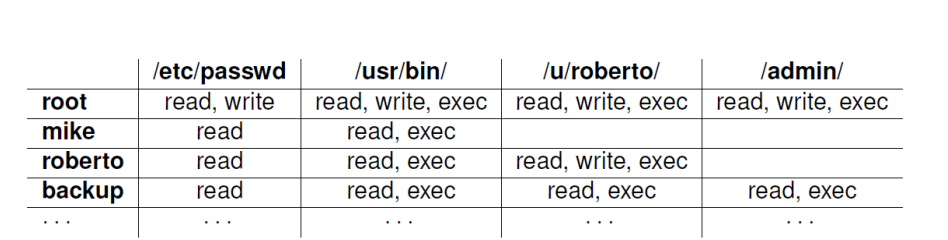 /etc/passwd /usr/bin/ /u/roberto/ /admin/
root read, write read, write, exec read, write, exec read, write, exec
mike read read, exec
roberto read read, exec read, write, exec
backup read read, exec read, exec read, exec
. . . . . . . . . . . . . . .